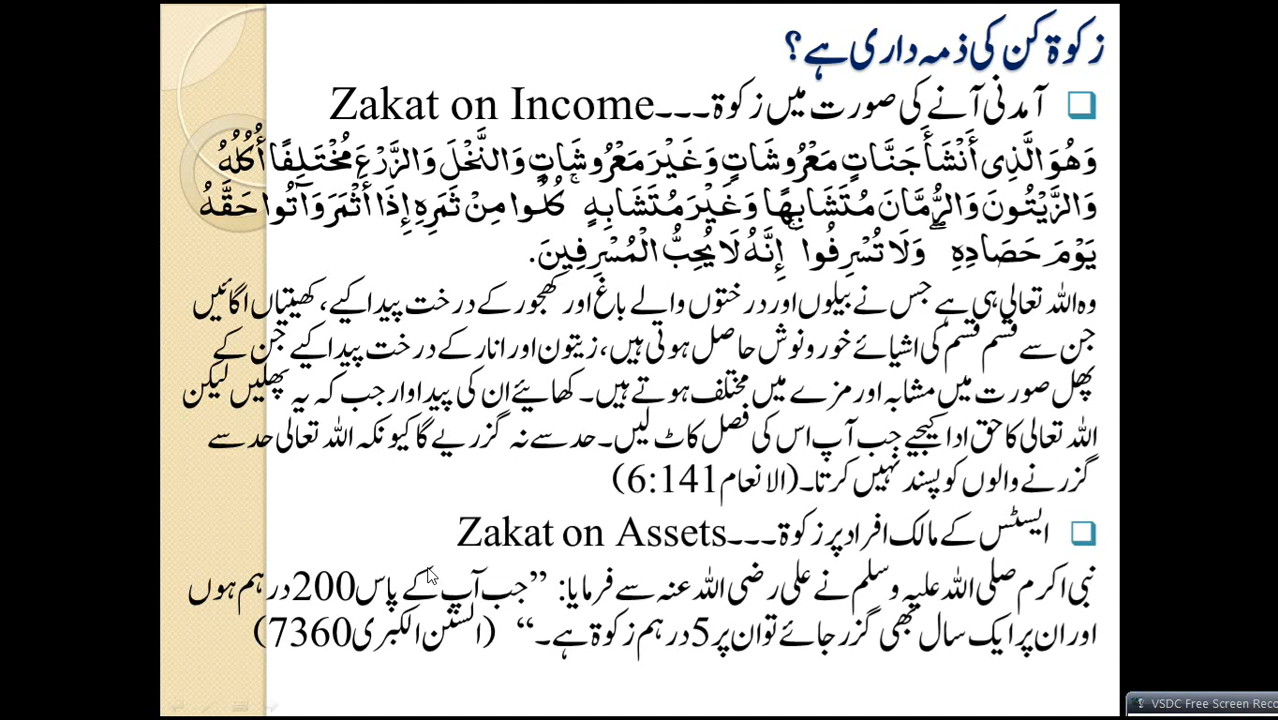 زکوۃ کن کی ذمہ داری ہے؟
آمدنی آنے کی صورت میں زکوۃ۔۔۔Zakat on Income
وَهُوَ الَّذِى أَنْشَأَ جَنَّاتٍ مَعْرُوشَاتٍ وَغَيْرَ مَعْرُوشَاتٍ وَالنَّخْلَ وَالزَّرْعَ مُخْتَلِفًا أُكُلُهُ
وَالزَّيْتُونَ وَالرُّمَّانَ مُتَشَابِهًا وَغَيْرَ مُتَشَابِهٍ ۚ كُلُوا مِنْ ثَمَرِهِ إِذَا أَثْمَرَ وَآتُوا حَقَّهُ
يَوْمَ حَصَادِهِ ۖ وَلَا تُسْرِفُوا ۚ إِنَّهُ لَا يُحِبُّ الْمُسْرِفِينَ.
وہ اللہ تعالی ہی ہے جس نے بیلوں اور درختوں والے باغ اور کھجور کے درخت پیدا کیے، کھیتیاں اگائیں
جن سے قسم قسم کی اشیائے خور و نوش حاصل ہوتی ہیں، زیتون اور انار کے درخت پیدا کیے جن کے
پھل صورت میں مشابہ اور مزے میں مختلف ہوتے ہیں۔ کھایئے ان کی پیداوار جب کہ یہ پھلیں لیکن
اللہ تعالی کا حق ادا کیجیے جب آپ اس کی فصل کاٹ لیں۔ حد سے نہ گزریے گا کیونکہ اللہ تعالی حد سے
گزرنے والوں کو پسند نہیں کرتا۔ (الانعام 6:141)
ایسٹس کے مالک افراد پر زکوۃ۔۔۔Zakat on Assets
نبی اکرم صلی اللہ علیہ وسلم نے علی رضی اللہ عنہ سے فرمایا: ”جب آپ کے پاس 200 درہم ہوں
اور ان پر ایک سال بھی گزر جائے تو ان پر 5 درہم زکوۃ ہے۔“ (السنن الکبری 7360)
VSDC Free Screen Reco